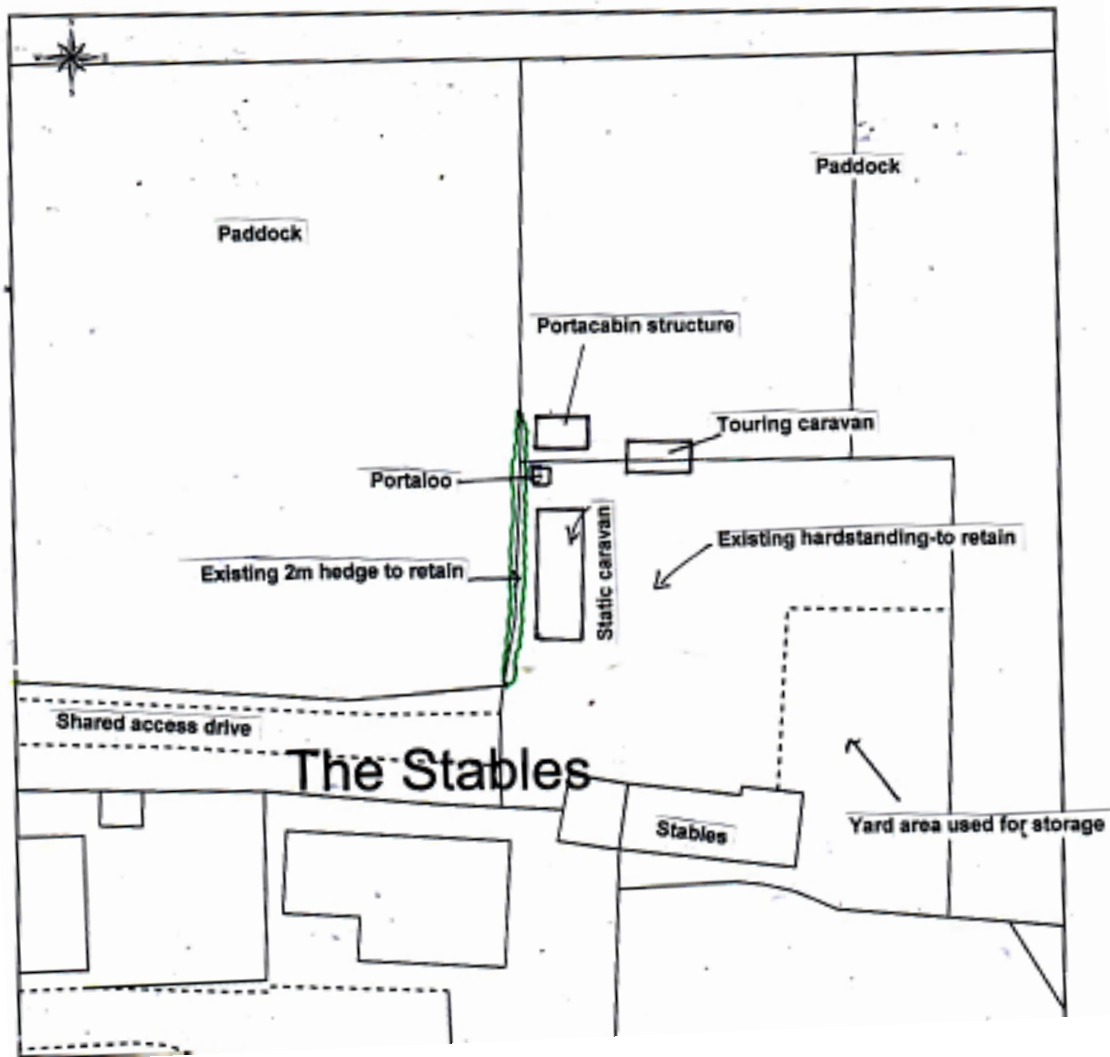 Paddock
Paddock
Portacabin structure
Touring caravan
Portaloo
Existing hardstanding-to retain
Existing 2m hedge to retain
Static caravan
Shared access drive
The Stables
Stables
Yard area used for storage